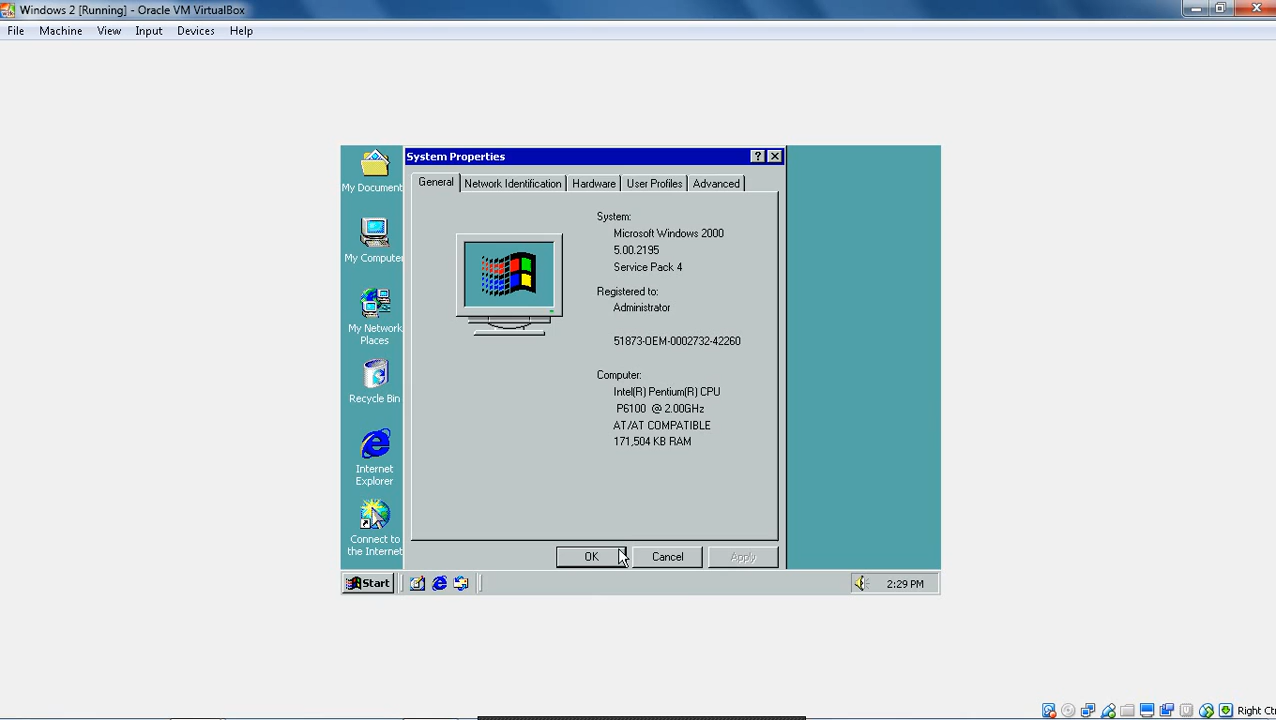 Windows 2 [Running] - Oracle VM VirtualBox
File Machine View Input Devices Help
System Properties
General Network Identification Hardware User Profiles Advanced
My Document
My Compute
My Network
Places
Recycle Bin
Internet
Explorer
Connect to
the Internet
System:
Microsoft Windows 2000
5.00.2195
Service Pack 4
Registered to:
Administrator
51873-OEM-0002732-42260
Computer:
Intel(R) Pentium(R) CPU
P6100 @ 2.00GHz
AT/AT COMPATIBLE
171,504 KB RAM
OK Cancel Apply
Start 2:29 PM
Right Ctr